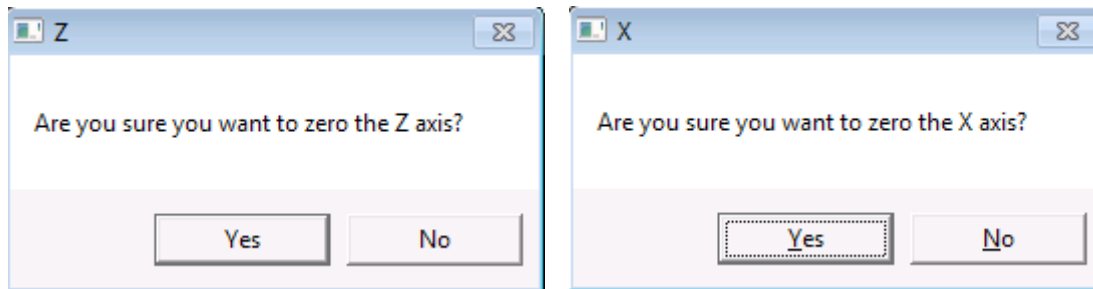 Z
Are you sure you want to zero the Z axis?
Yes No
X
Are you sure you want to zero the X axis?
Yes No